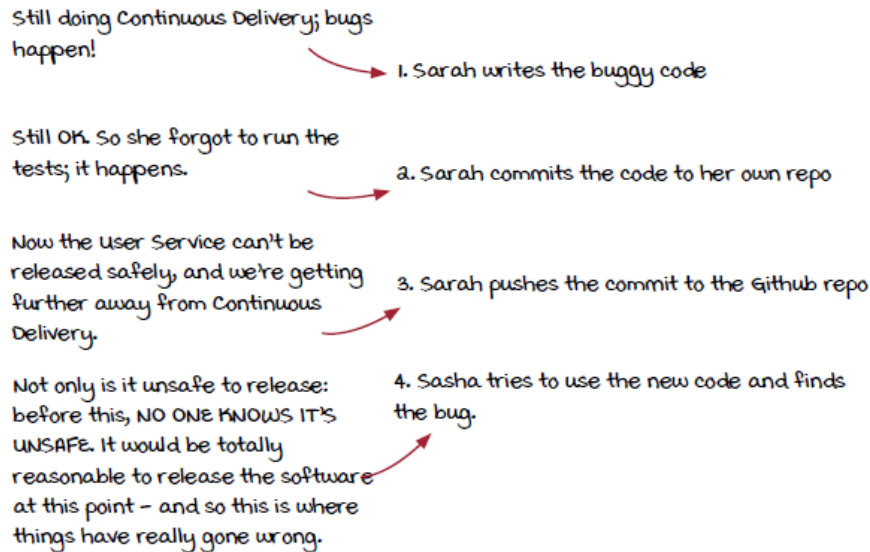 Still doing Continuous Delivery; bugs
happen!
1. Sarah writes the buggy code
Still OK. So she forgot to run the
tests; it happens.
2. Sarah commits the code to her own repo
Now the User Service can't be
released safely, and we're getting
further away from Continuous
Delivery.
3. Sarah pushes the commit to the Github repo
Not only is it unsafe to release:
before this, NO ONE KNOWS IT'S
UNSAFE. It would be totally
reasonable to release the software
at this point – and so this is where
things have really gone wrong.
4. Sasha tries to use the new code and finds
the bug.